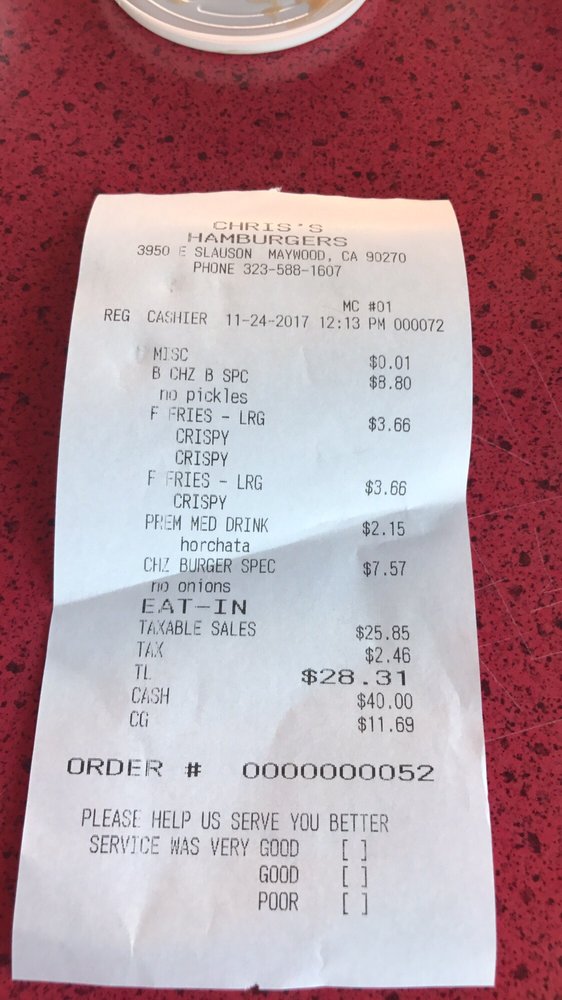 CHRIS'S
HAMBURGERS
3950 E SLAUSON MAYWOOD, CA 90270
PHONE 323-588-1607
MC #01
REG CASHIER 11-24-2017 12:13 PM 000072
MISC $0.01
B CHZ B SPC $8.80
no pickles
F FRIES - LRG $3.66
CRISPY
CRISPY
F FRIES - LRG $3.66
CRISPY
PREM MED DRINK $2.15
horchata
CHZ BURGER SPEC $7.57
no onions
EAT-IN
TAXABLE SALES $25.85
TAX $2.46
TL $28.31
CASH $40.00
CG $11.69
ORDER # 0000000052
PLEASE HELP US SERVE YOU BETTER
SERVICE WAS VERY GOOD [ ]
GOOD [ ]
POOR [ ]